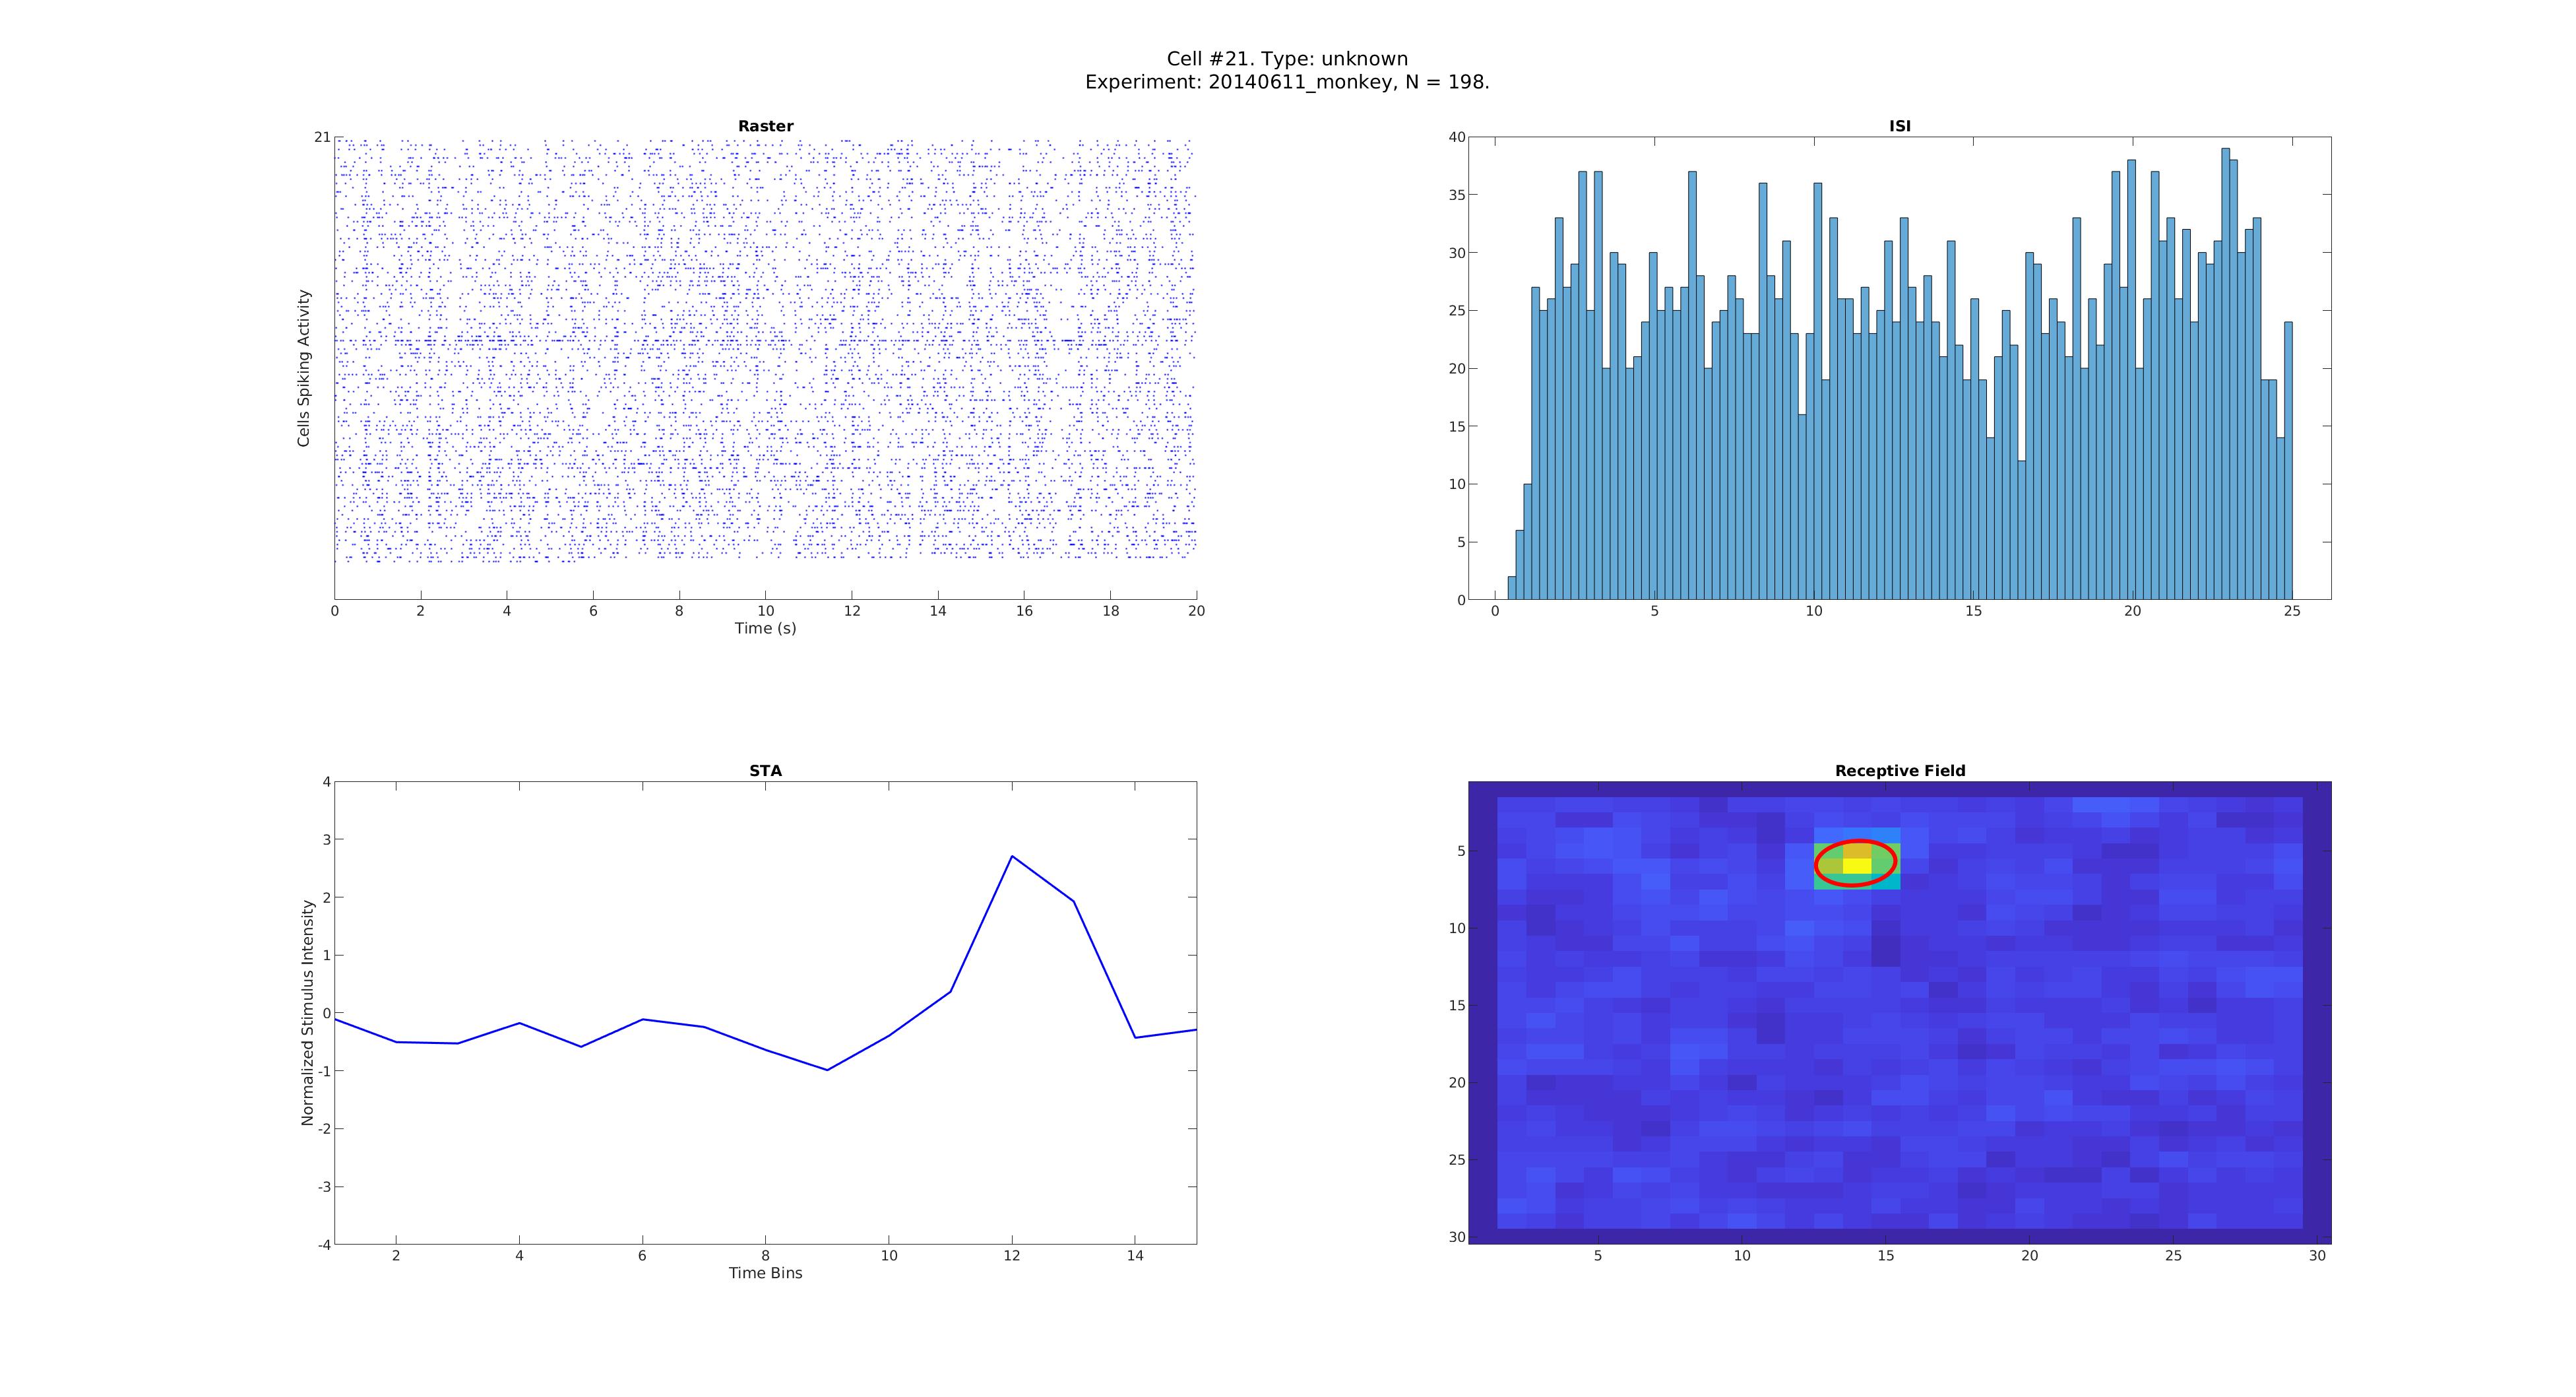 Cell #21. Type: unknown
Experiment: 20140611_monkey, N = 198.
Raster
21
Cells Spiking Activity
0 2 4 6 8 10 12 14 16 18 20
Time (s)
ISI
40
35
30
25
20
15
10
5
0
0 5 10 15 20 25
STA
4
3
2
1
0
-1
-2
-3
-4
Normalized Stimulus Intensity
2 4 6 8 10 12 14
Time Bins
Receptive Field
5
10
15
20
25
30
5 10 15 20 25 30